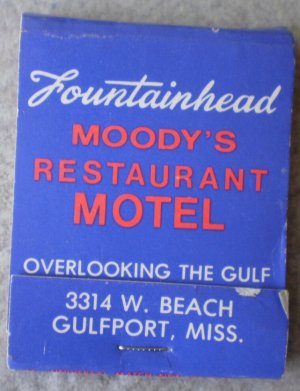 Fountainhead
MOODY'S
RESTAURANT
MOTEL
OVERLOOKING THE GULF
3314 W. BEACH
GULFPORT, MISS.